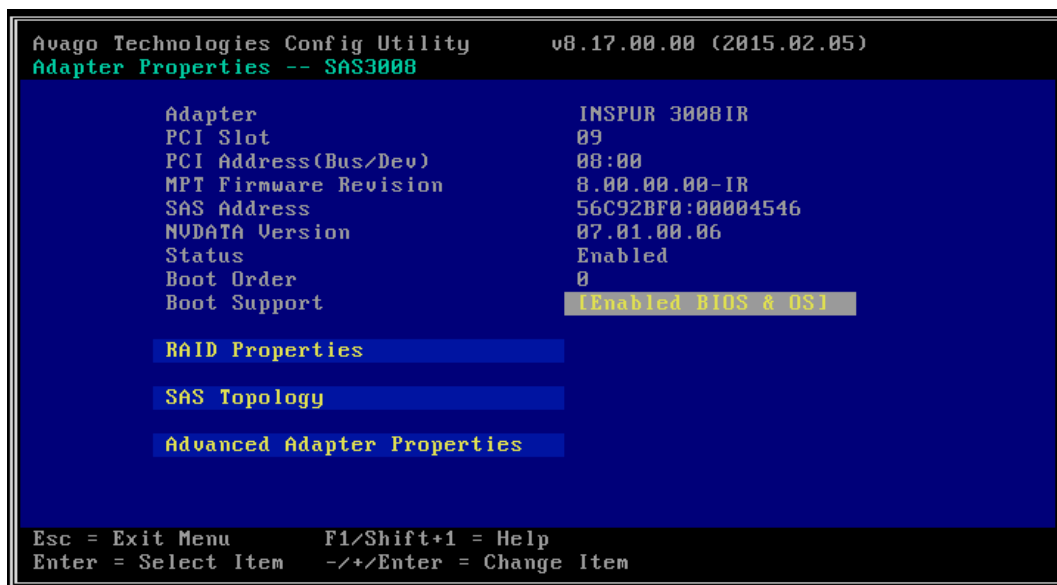 Avago Technologies Config Utility v8.17.00.00 (2015.02.05)
Adapter Properties -- SAS3008
Adapter INSPUR 3008IR
PCI Slot 09
PCI Address(Bus/Dev) 08:00
MPT Firmware Revision 8.00.00.00-IR
SAS Address 56C92BF0:00004546
NVDATA Version 07.01.00.06
Status Enabled
Boot Order 0
Boot Support [Enabled BIOS & OS]
RAID Properties
SAS Topology
Advanced Adapter Properties
Esc = Exit Menu F1/Shift+1 = Help
Enter = Select Item -/+/Enter = Change Item